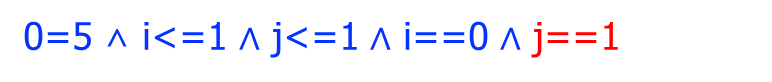 0=5 ∧ i<=1 ∧ j<=1 ∧ i==0 ∧ j==1